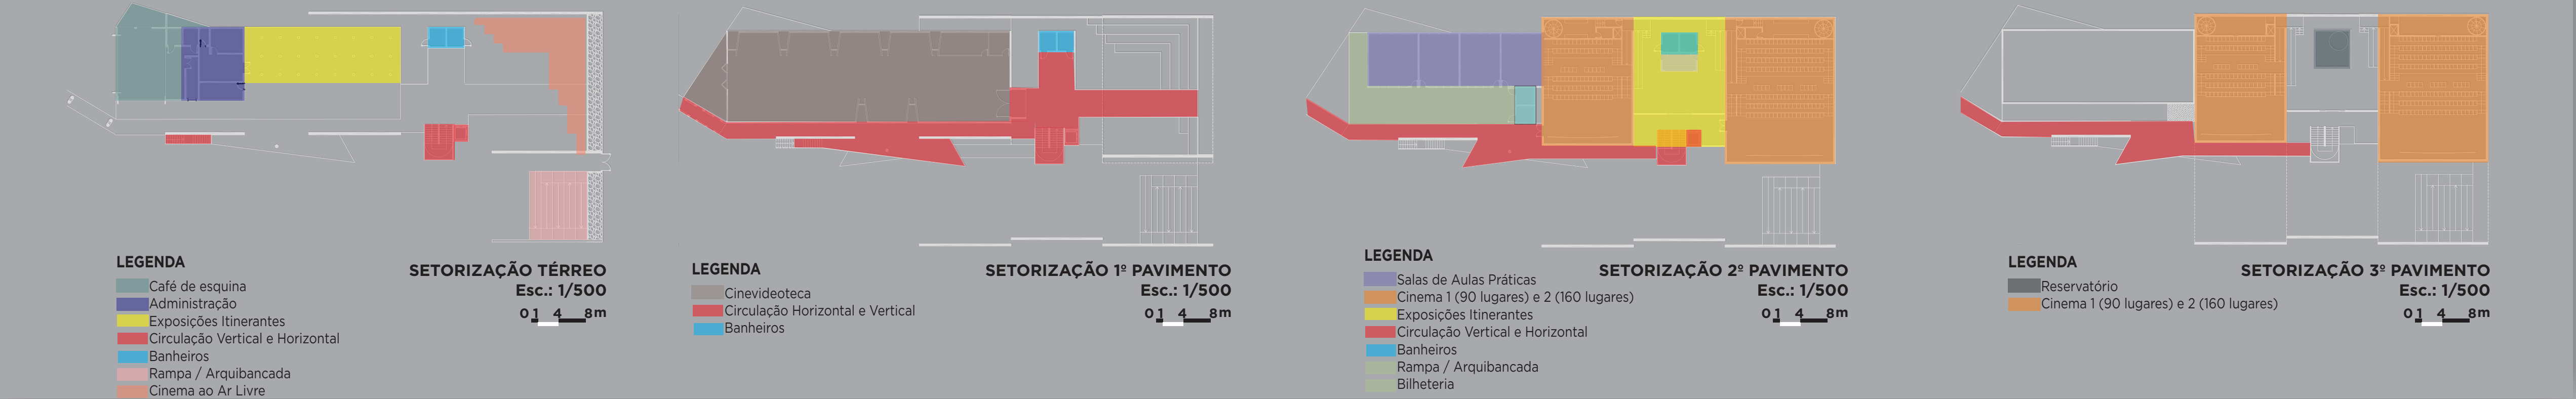 LEGENDA
Café de esquina
Administração
Exposições Itinerantes
Circulação Vertical e Horizontal
Banheiros
Rampa / Arquibancada
Cinema ao Ar Livre
SETORIZAÇÃO TÉRREO
Esc.: 1/500
0 1 4 8m
LEGENDA
Cinevideoteca
Circulação Horizontal e Vertical
Banheiros
SETORIZAÇÃO 1º PAVIMENTO
Esc.: 1/500
0 1 4 8m
LEGENDA
Salas de Aulas Práticas
Cinema 1 (90 lugares) e 2 (160 lugares)
Exposições Itinerantes
Circulação Vertical e Horizontal
Banheiros
Rampa / Arquibancada
Bilheteria
SETORIZAÇÃO 2º PAVIMENTO
Esc.: 1/500
0 1 4 8m
LEGENDA
Reservatório
Cinema 1 (90 lugares) e 2 (160 lugares)
SETORIZAÇÃO 3º PAVIMENTO
Esc.: 1/500
0 1 4 8m